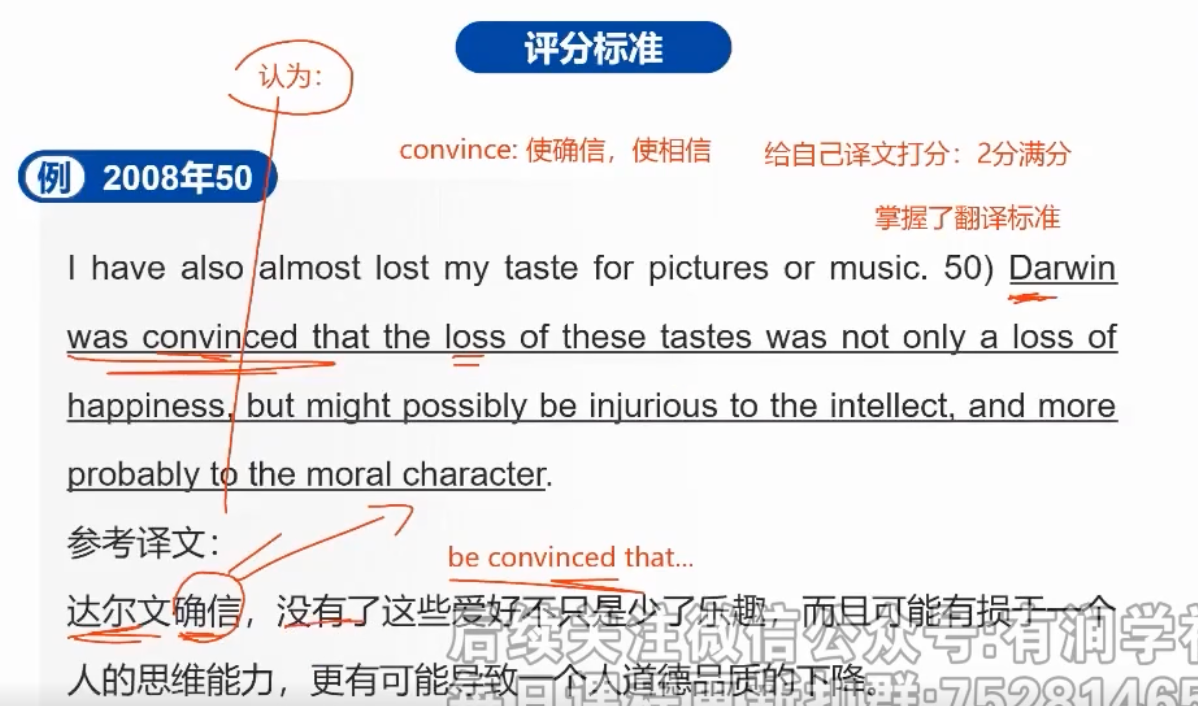 评分标准
认为：
convince: 使确信，使相信
给自己译文打分：2分满分
例 2008年50
掌握了翻译标准
I have also almost lost my taste for pictures or music. 50) Darwin
was convinced that the loss of these tastes was not only a loss of
happiness, but might possibly be injurious to the intellect, and more
probably to the moral character.
参考译文：
be convinced that...
达尔文确信，没有了这些爱好不只是少了乐趣，而且可能有损于一个
后续关注微信公众号:有润学社
人的思维能力，更有可能导致一个人道德品质的下降。